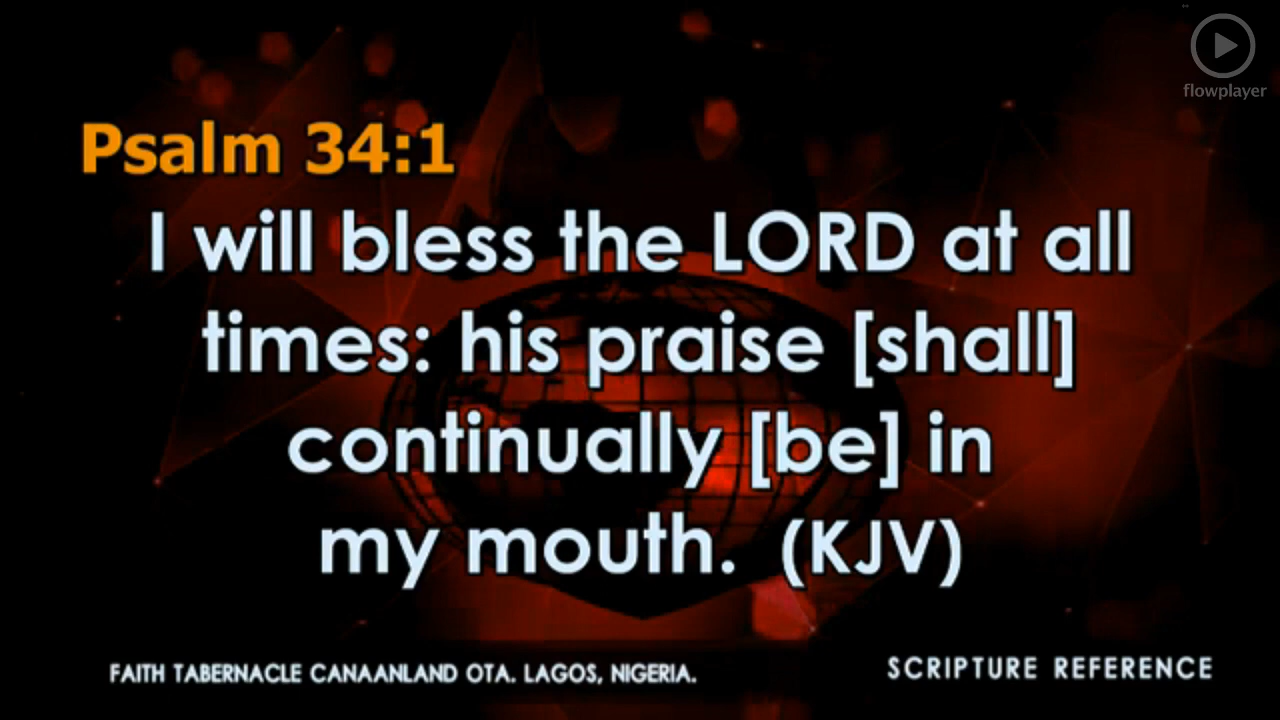 flowplayer
Psalm 34:1
I will bless the LORD at all
times: his praise [shall]
continually [be] in
my mouth. (KJV)
FAITH TABERNACLE CANAANLAND OTA. LAGOS, NIGERIA.
SCRIPTURE REFERENCE